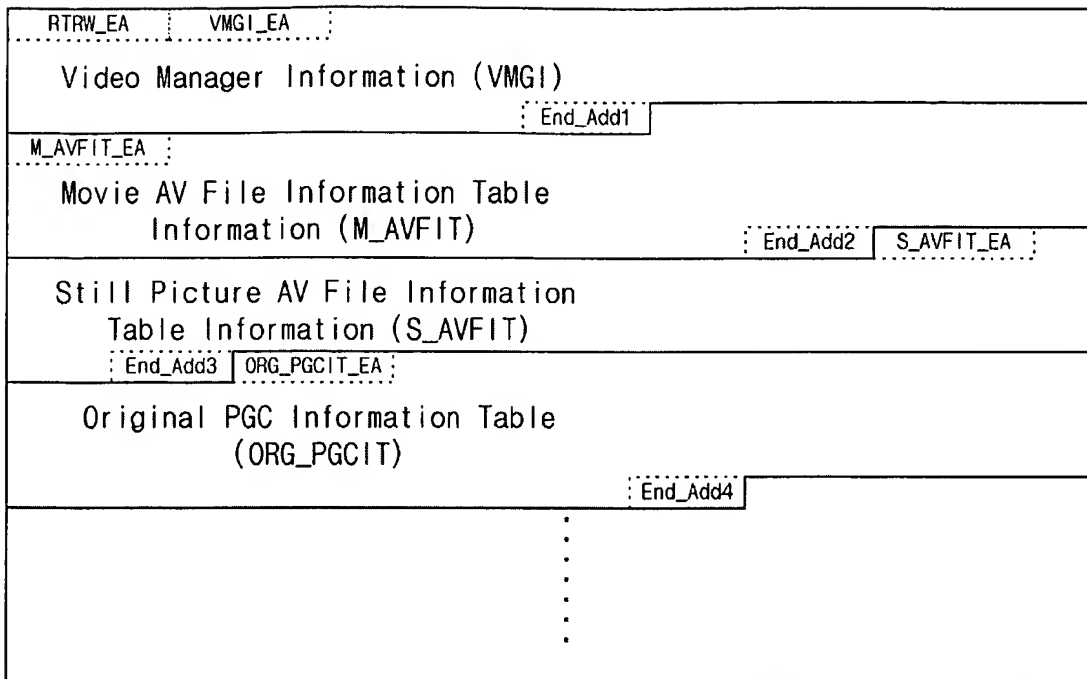 RTRW_EA VMGI_EA
Video Manager Information (VMGI)
End_Add1
M_AVFIT_EA
Movie AV File Information Table
Information (M_AVFIT)
End_Add2 S_AVFIT_EA
Still Picture AV File Information
Table Information (S_AVFIT)
End_Add3 ORG_PGCIT_EA
Original PGC Information Table
(ORG_PGCIT)
End_Add4